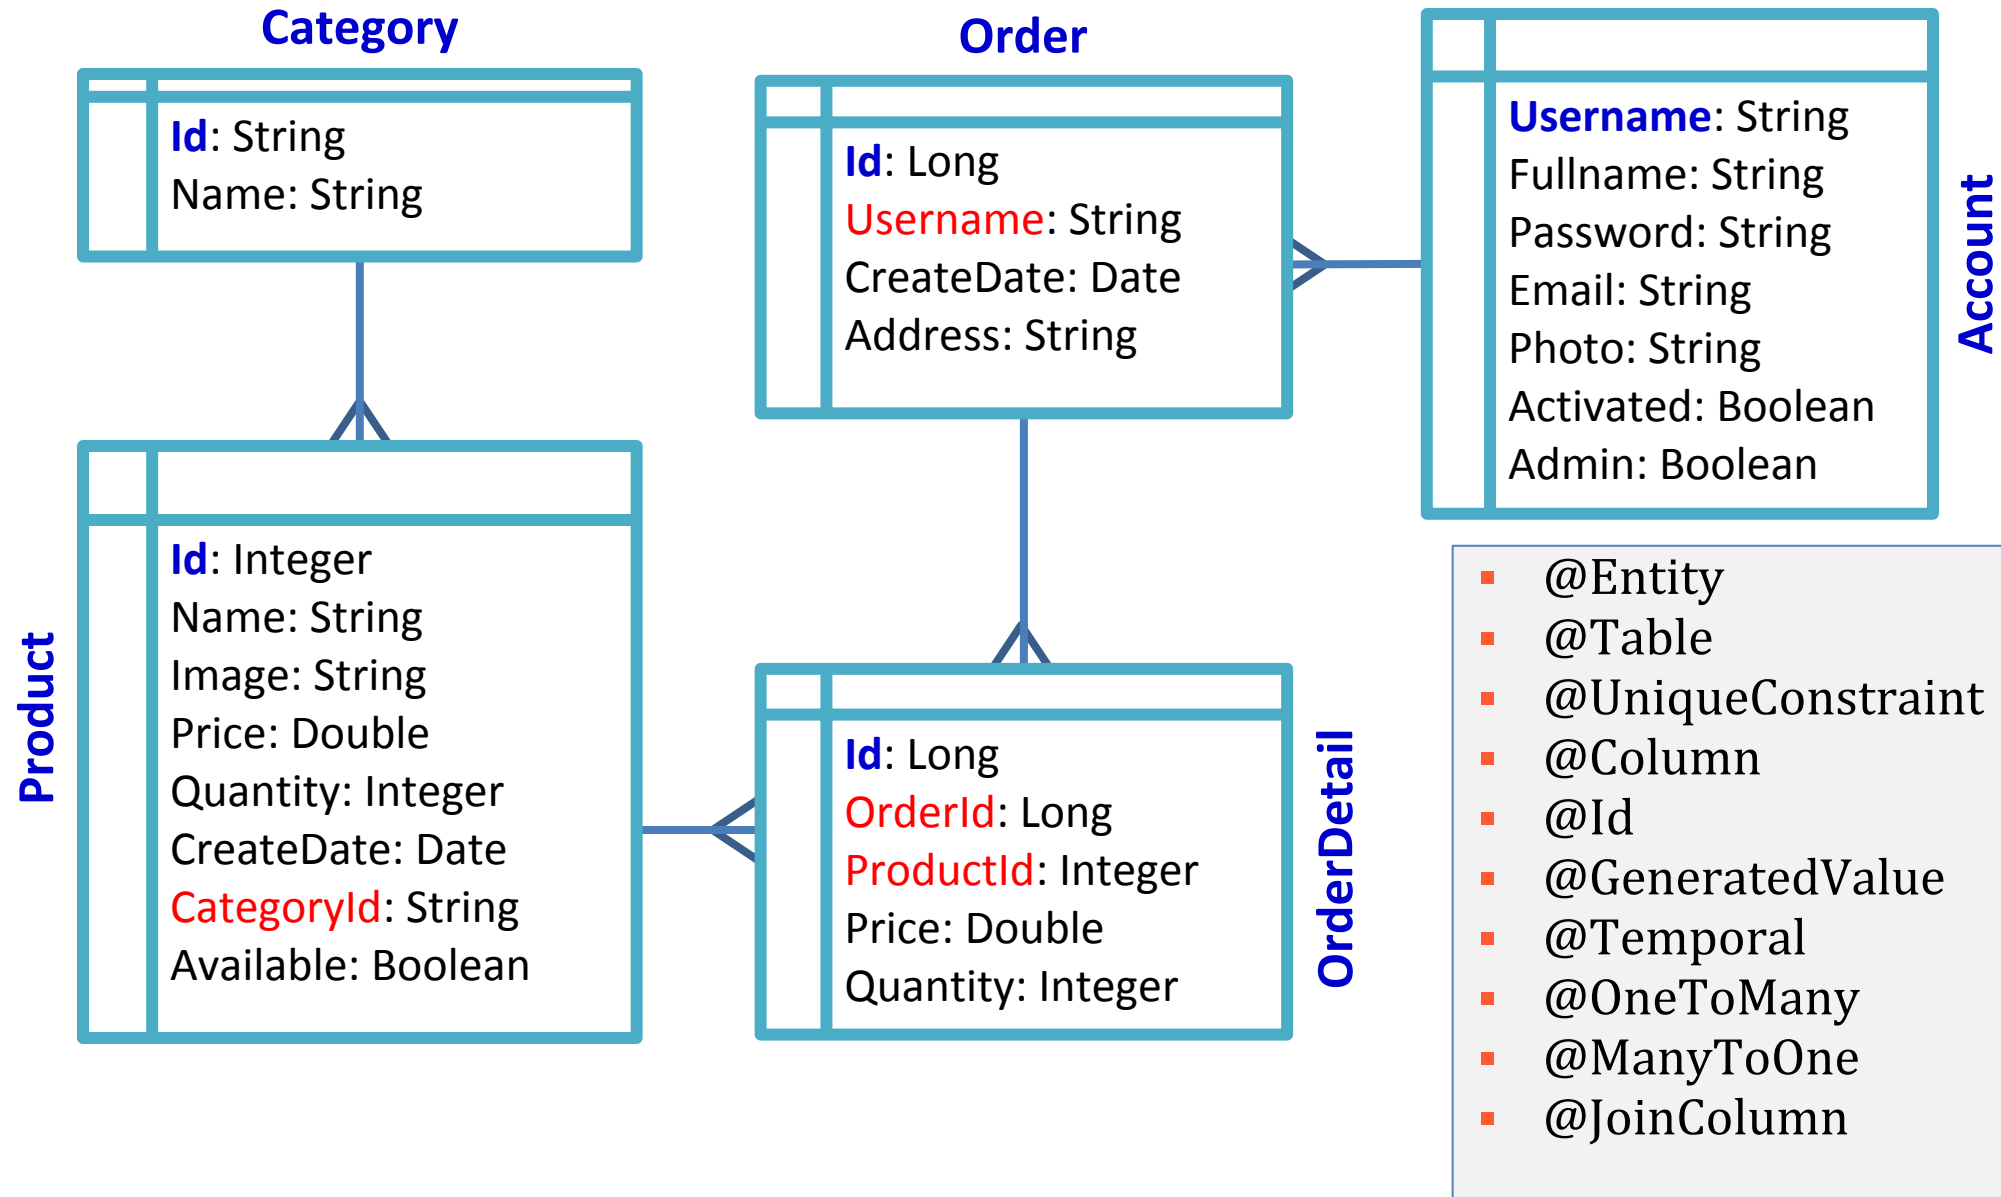 Category
Id: String
Name: String
Order
Id: Long
Username: String
CreateDate: Date
Address: String
Account
Username: String
Fullname: String
Password: String
Email: String
Photo: String
Activated: Boolean
Admin: Boolean
Product
Id: Integer
Name: String
Image: String
Price: Double
Quantity: Integer
CreateDate: Date
CategoryId: String
Available: Boolean
OrderDetail
Id: Long
OrderId: Long
ProductId: Integer
Price: Double
Quantity: Integer
@Entity
@Table
@UniqueConstraint
@Column
@Id
@GeneratedValue
@Temporal
@OneToMany
@ManyToOne
@JoinColumn